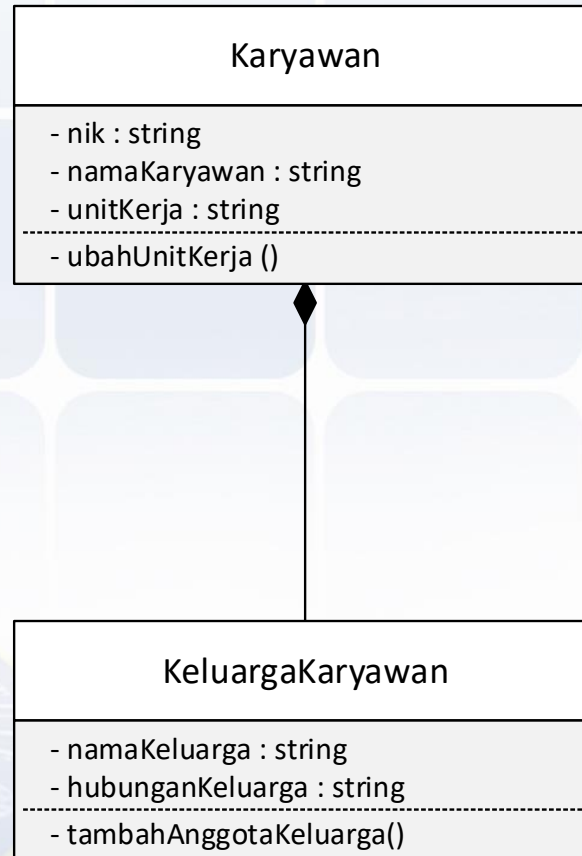 Karyawan
- nik : string
- namaKaryawan : string
- unitKerja : string
- ubahUnitKerja ()
KeluargaKaryawan
- namaKeluarga : string
- hubunganKeluarga : string
- tambahAnggotaKeluarga()